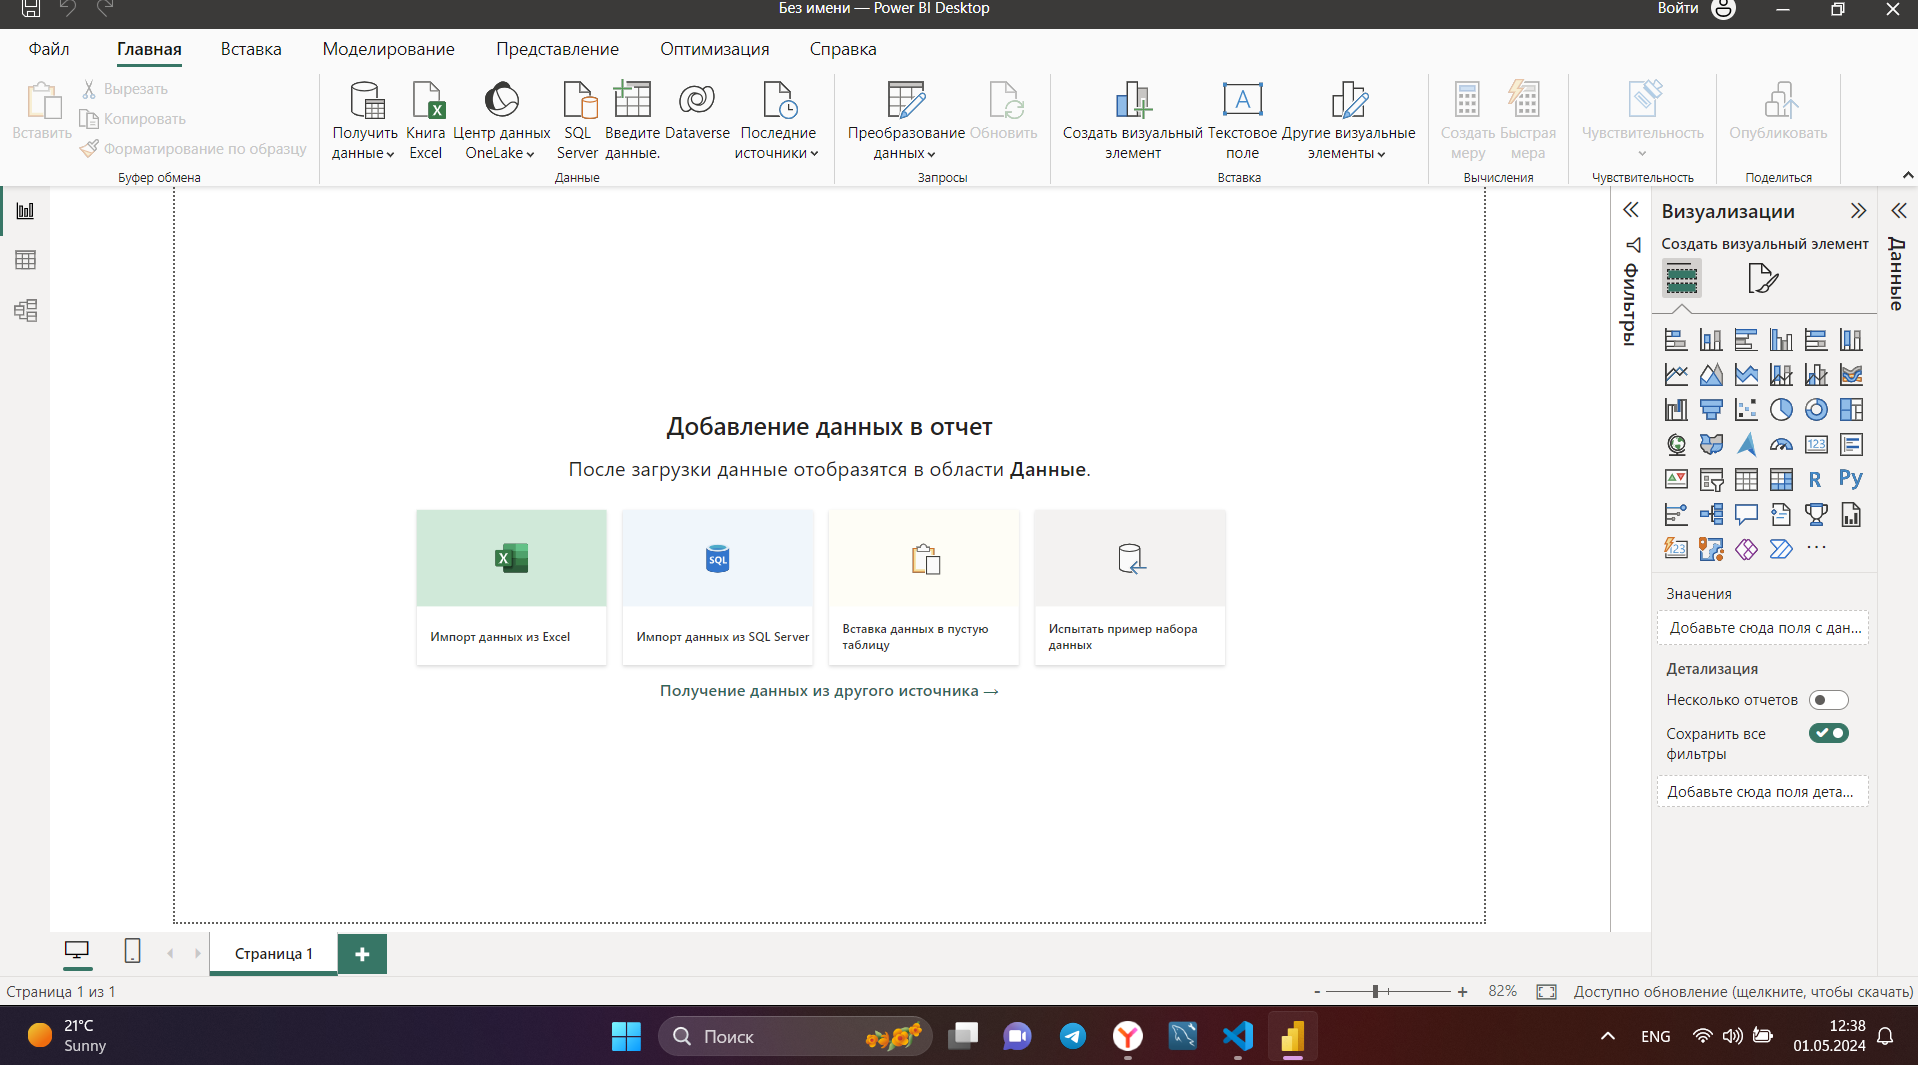 Без имени — Power BI Desktop
Войти
Файл
Главная
Вставка
Моделирование
Представление
Оптимизация
Справка
Вставить
Вырезать
Копировать
Форматирование по образцу
Буфер обмена
Получить
данные
Книга
Excel
Центр данных
OneLake
SQL
Server
Введите
данные.
Dataverse
Последние
источники
Данные
Преобразование
данных
Обновить
Запросы
Создать визуальный
элемент
Текстовое
поле
Другие визуальные
элементы
Вставка
Создать
меру
Быстрая
мера
Вычисления
Чувствительность
Чувствительность
Опубликовать
Поделиться
Добавление данных в отчет
После загрузки данные отобразятся в области Данные.
SQL
Импорт данных из Excel
Импорт данных из SQL Server
Вставка данных в пустую
таблицу
Испытать пример набора
данных
Получение данных из другого источника →
Фильтры
Визуализации
Создать визуальный элемент
123
R
Py
123
...
Значения
Добавьте сюда поля с дан...
Детализация
Несколько отчетов
Сохранить все
фильтры
Добавьте сюда поля дета...
Данные
Страница 1
Страница 1 из 1
- + 82%
Доступно обновление (щелкните, чтобы скачать)
21°C
Sunny
Поиск
ENG
12:38
01.05.2024